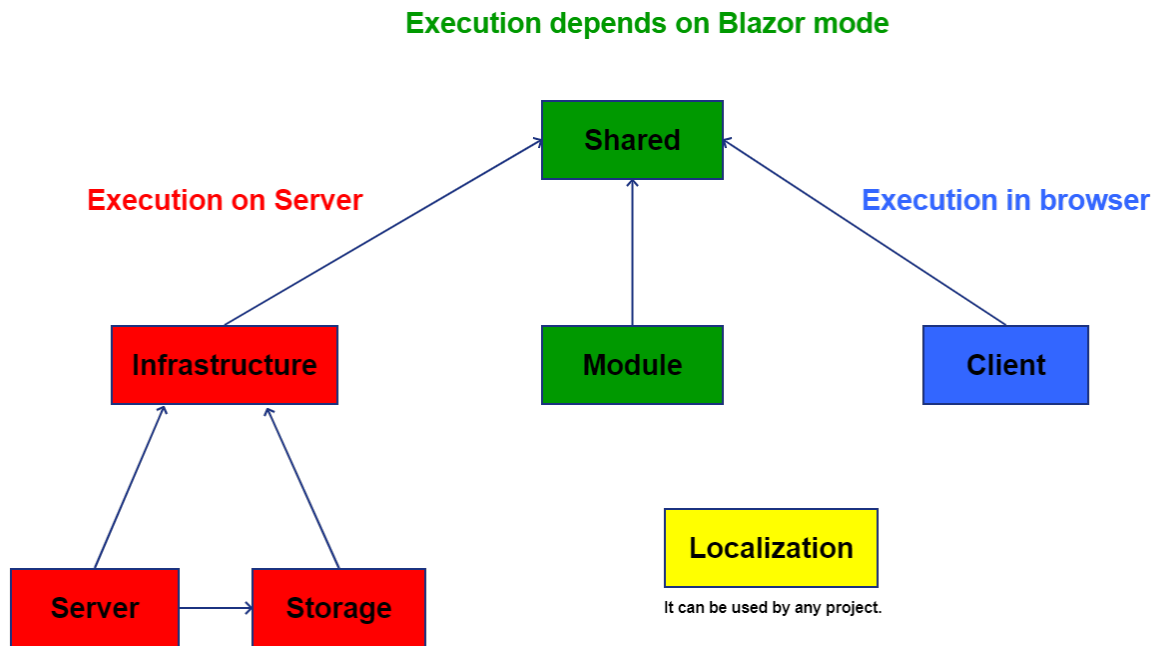 Execution depends on Blazor mode
Shared
Execution on Server
Execution in browser
Infrastructure
Module
Client
Localization
It can be used by any project.
Server
Storage